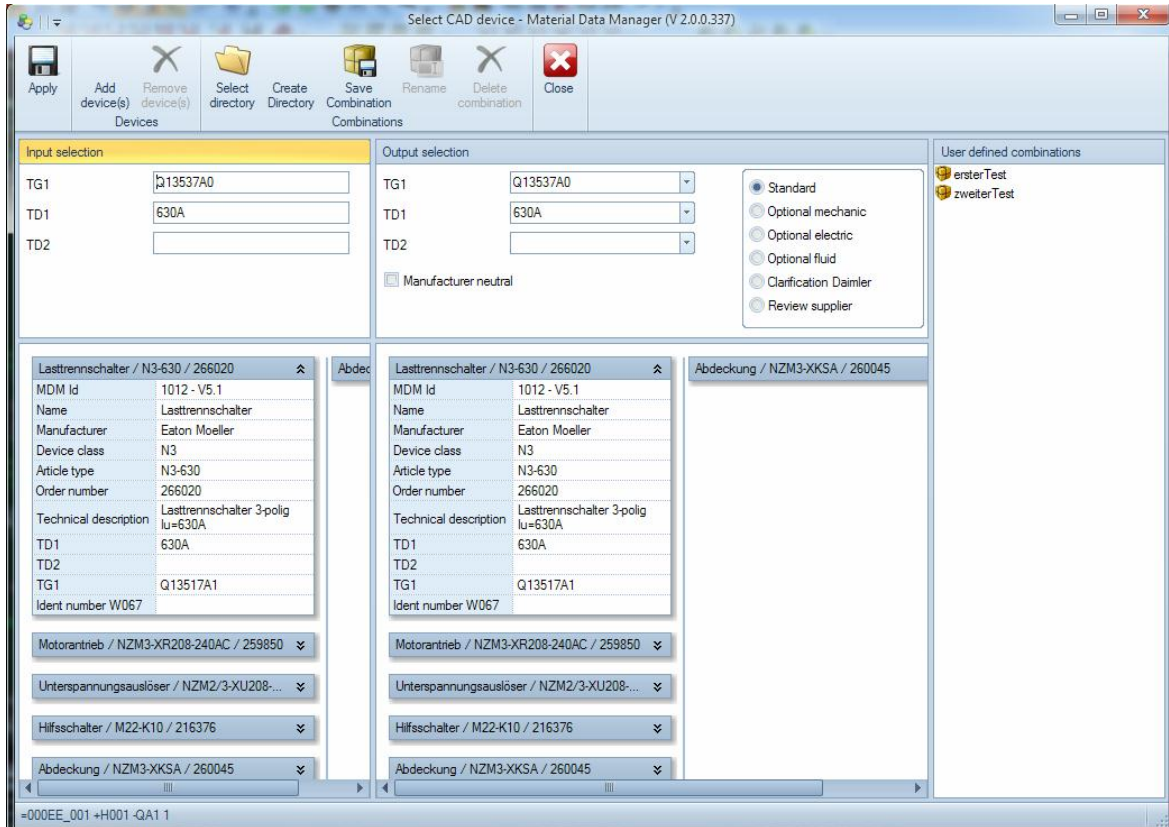 Select CAD device - Material Data Manager (V 2.0.0.337)
Apply
Add device(s)
Remove device(s)
Select directory
Create Directory
Save Combination
Rename
Delete combination
Close
Devices
Combinations
Input selection
TG1 Q13537A0
TD1 630A
TD2
Output selection
TG1 Q13537A0
TD1 630A
TD2
Manufacturer neutral
Standard
Optional mechanic
Optional electric
Optional fluid
Clarification Daimler
Review supplier
User defined combinations
ersterTest
zweiterTest
Lasttrennschalter / N3-630 / 266020
MDM Id 1012 - V5.1
Name Lasttrennschalter
Manufacturer Eaton Moeller
Device class N3
Article type N3-630
Order number 266020
Technical description Lasttrennschalter 3-polig
Iu=630A
TD1 630A
TD2
TG1 Q13517A1
Ident number W067
Motorantrieb / NZM3-XR208-240AC / 259850
Unterspannungsauslöser / NZM2/3-XU208-...
Hilfsschalter / M22-K10 / 216376
Abdeckung / NZM3-XKSA / 260045
Abdec
Lasttrennschalter / N3-630 / 266020
MDM Id 1012 - V5.1
Name Lasttrennschalter
Manufacturer Eaton Moeller
Device class N3
Article type N3-630
Order number 266020
Technical description Lasttrennschalter 3-polig
Iu=630A
TD1 630A
TD2
TG1 Q13517A1
Ident number W067
Motorantrieb / NZM3-XR208-240AC / 259850
Unterspannungsauslöser / NZM2/3-XU208-...
Hilfsschalter / M22-K10 / 216376
Abdeckung / NZM3-XKSA / 260045
Abdeckung / NZM3-XKSA / 260045
=000EE_001 +H001 -QA1 1